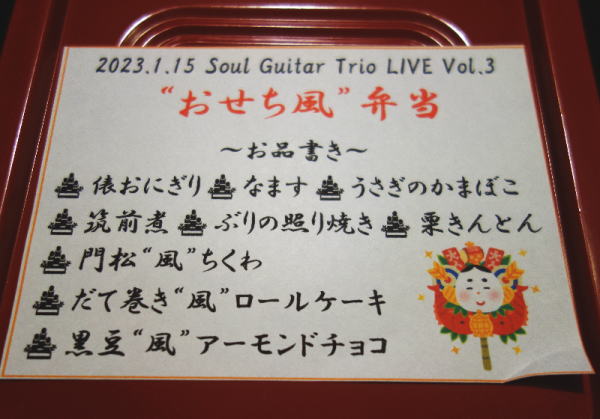 2023.1.15 Soul Guitar Trio LIVE Vol.3
“おせち風”弁当
～お品書き～
俵おにぎり なます うさぎのかまぼこ
筑前煮 ぶりの照り焼き 栗きんとん
門松“風”ちくわ
だて巻き“風”ロールケーキ
黒豆“風”アーモンドチョコ